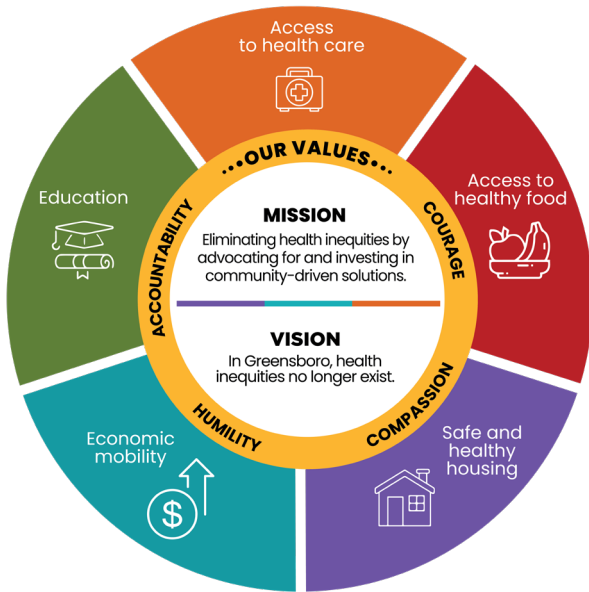 Access
to health care
Access to
healthy food
Safe and
healthy
housing
Economic
mobility
$
Education
•••OUR VALUES•••
COURAGE
COMPASSION
HUMILITY
ACCOUNTABILITY
MISSION
Eliminating health inequities by
advocating for and investing in
community-driven solutions.
VISION
In Greensboro, health
inequities no longer exist.